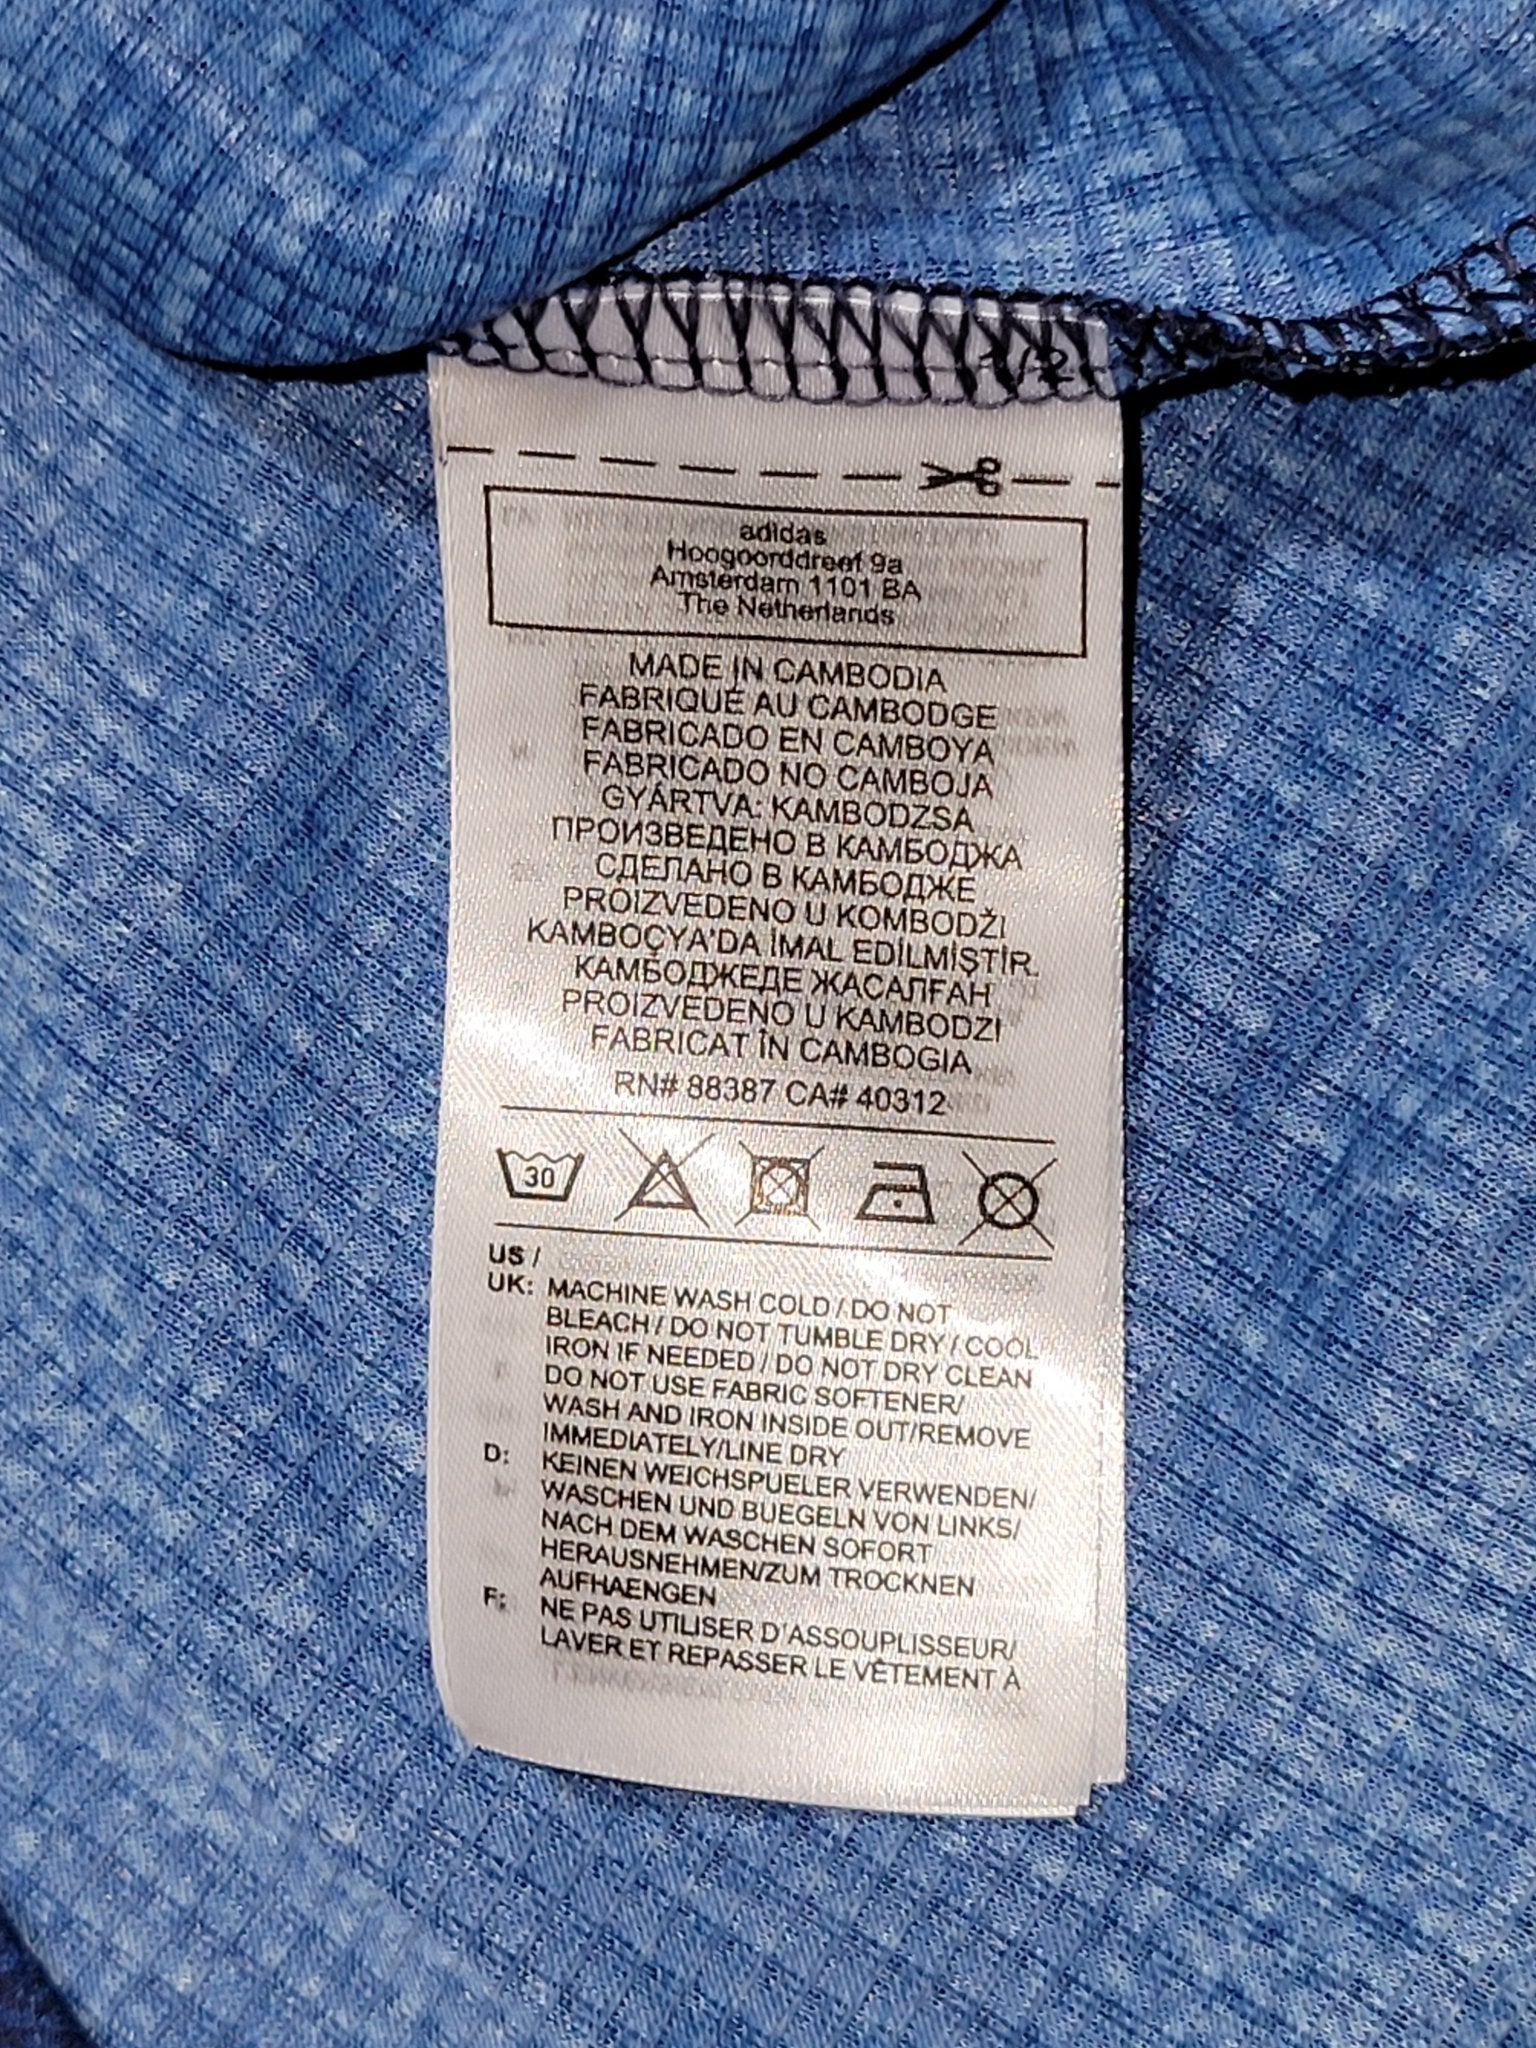 1/2
adidas
Hoogoorddreef 9a
Amsterdam 1101 BA
The Netherlands
MADE IN CAMBODIA
FABRIQUÉ AU CAMBODGE
FABRICADO EN CAMBOYA
FABRICADO NO CAMBOJA
GYÁRTVA: KAMBODZSA
ПРОИЗВЕДЕНО В КАМБОДЖА
СДЕЛАНО В КАМБОДЖЕ
PROIZVEDENO U KOMBODŽI
KAMBOÇYA'DA İMAL EDİLMİŞTİR.
КАМБОДЖЕДЕ ЖАСАЛҒАН
PROIZVEDENO U KAMBODZI
FABRICAT ÎN CAMBOGIA
RN# 88387 CA# 40312
30
US /
UK: MACHINE WASH COLD / DO NOT
BLEACH / DO NOT TUMBLE DRY / COOL
IRON IF NEEDED / DO NOT DRY CLEAN
DO NOT USE FABRIC SOFTENER/
WASH AND IRON INSIDE OUT/REMOVE
IMMEDIATELY/LINE DRY
D: KEINEN WEICHSPUELER VERWENDEN/
WASCHEN UND BUEGELN VON LINKS/
NACH DEM WASCHEN SOFORT
HERAUSNEHMEN/ZUM TROCKNEN
AUFHAENGEN
F: NE PAS UTILISER D'ASSOUPLISSEUR/
LAVER ET REPASSER LE VÊTEMENT À